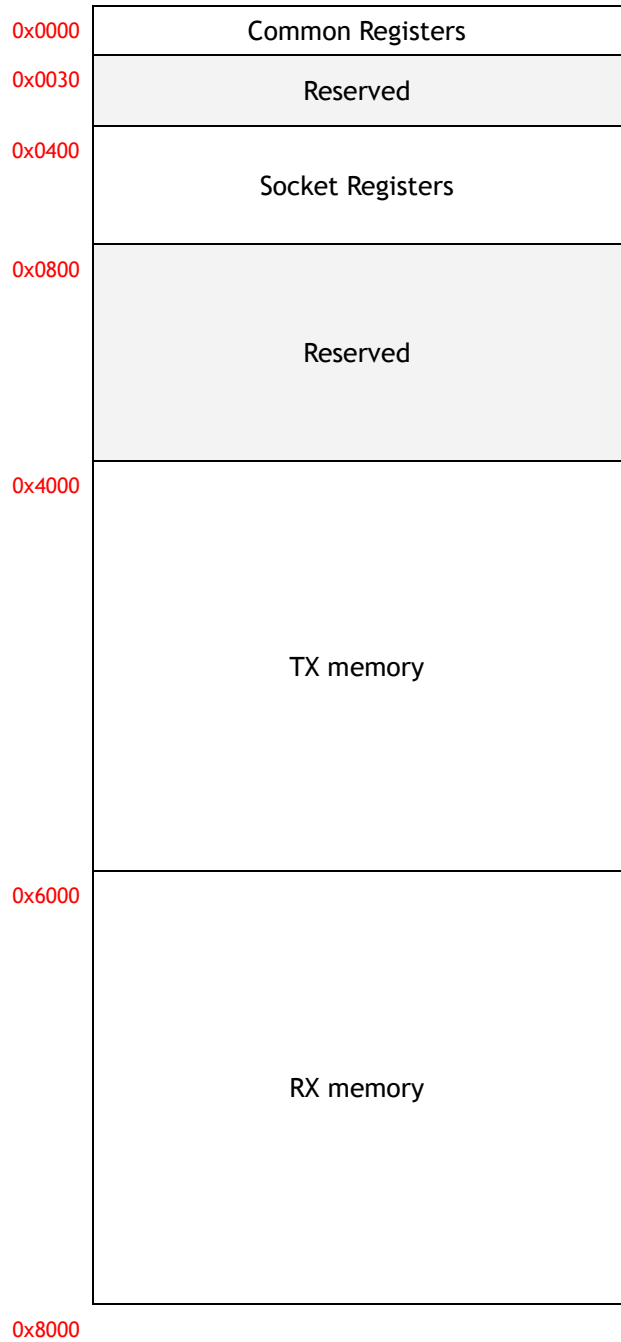 0x0000
Common Registers
0x0030
Reserved
0x0400
Socket Registers
0x0800
Reserved
0x4000
TX memory
0x6000
RX memory
0x8000